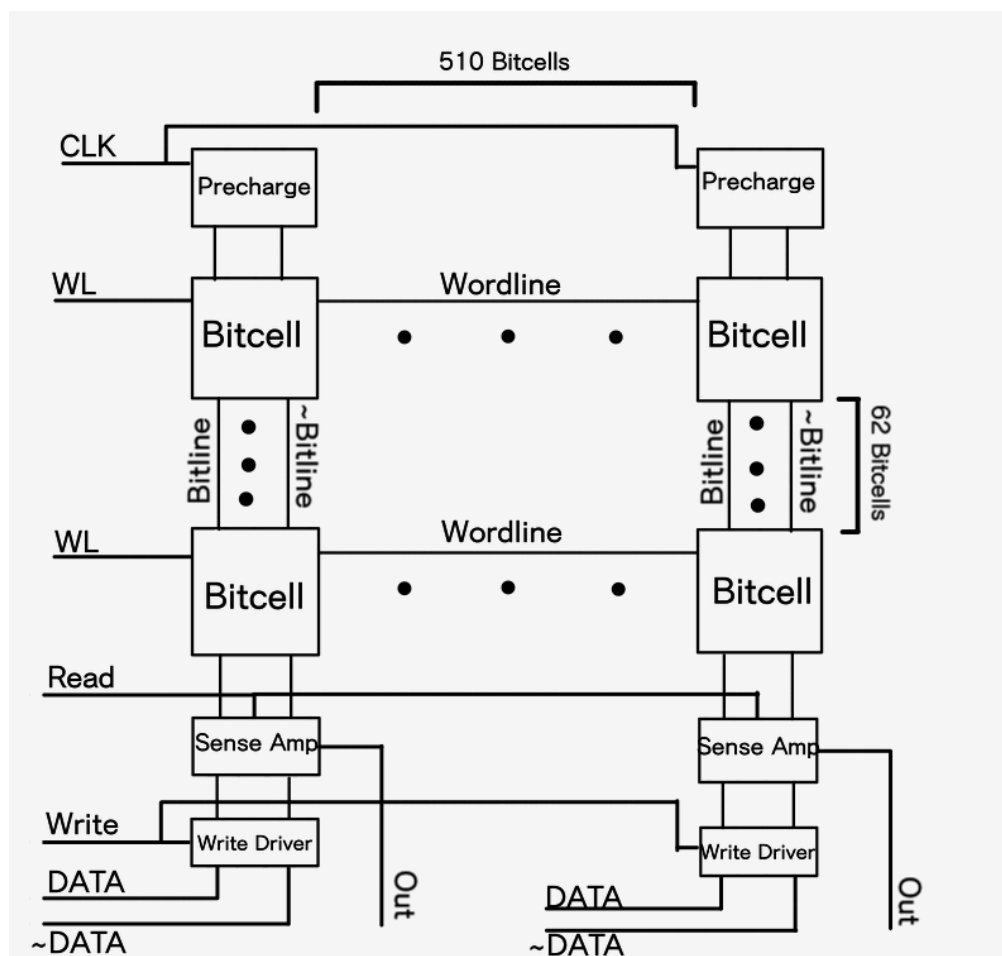 510 Bitcells
CLK
Precharge
Precharge
WL
Wordline
Bitcell
Bitcell
Bitline
~Bitline
Bitline
~Bitline
62 Bitcells
WL
Wordline
Bitcell
Bitcell
Read
Sense Amp
Sense Amp
Write
Write Driver
Write Driver
DATA
Out
DATA
Out
~DATA
~DATA